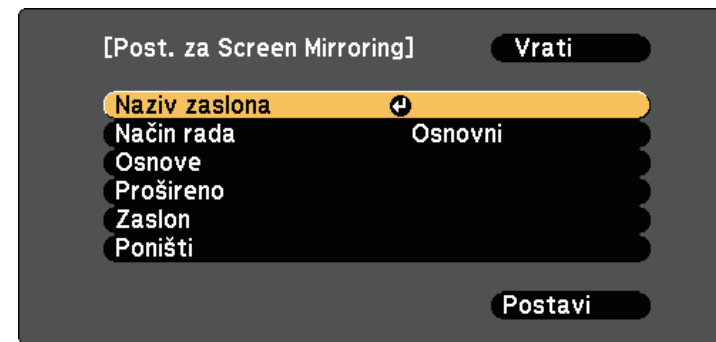 [Post. za Screen Mirroring] Vrati
Naziv zaslona
Način rada Osnovni
Osnove
Prošireno
Zaslon
Poništi
Postavi